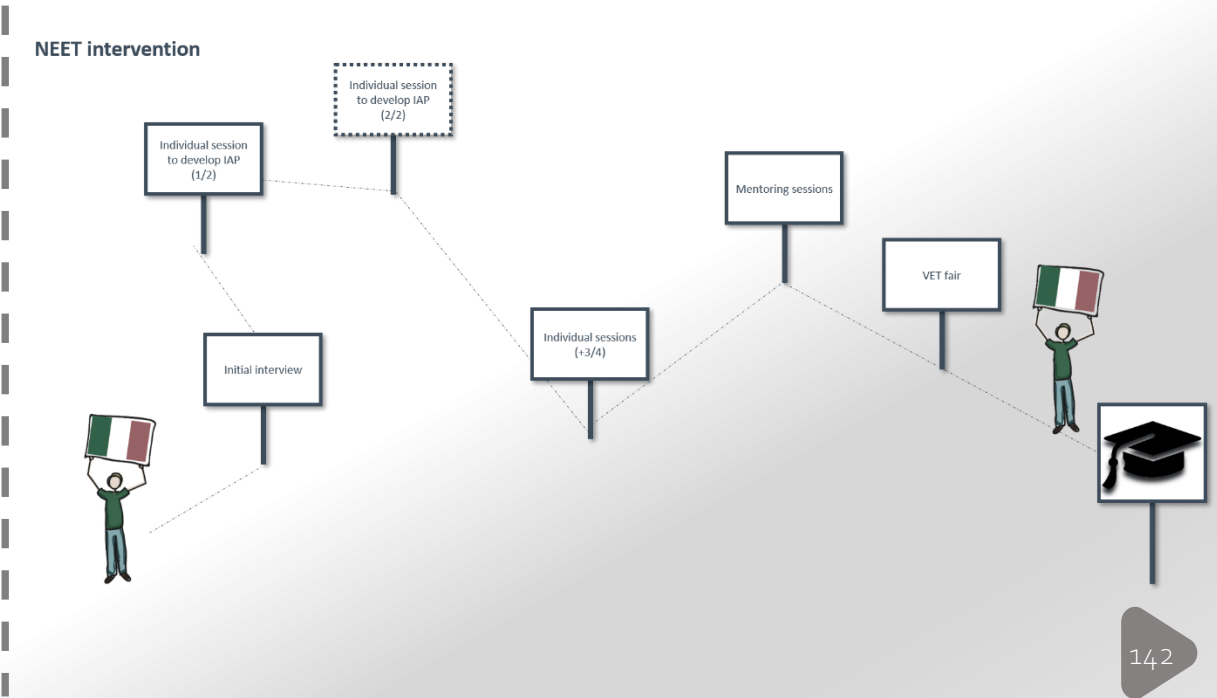 NEET intervention
Individual session
to develop IAP
(2/2)
Individual session
to develop IAP
(1/2)
Mentoring sessions
VET fair
Individual sessions
(+3/4)
Initial interview
142